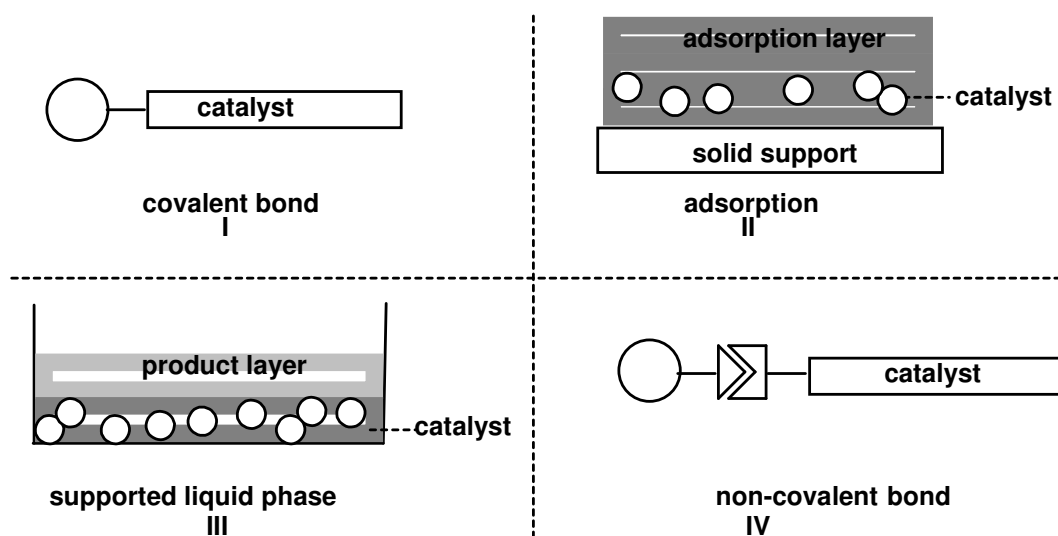 catalyst
covalent bond
I
adsorption layer
catalyst
solid support
adsorption
II
product layer
catalyst
supported liquid phase
III
catalyst
non-covalent bond
IV